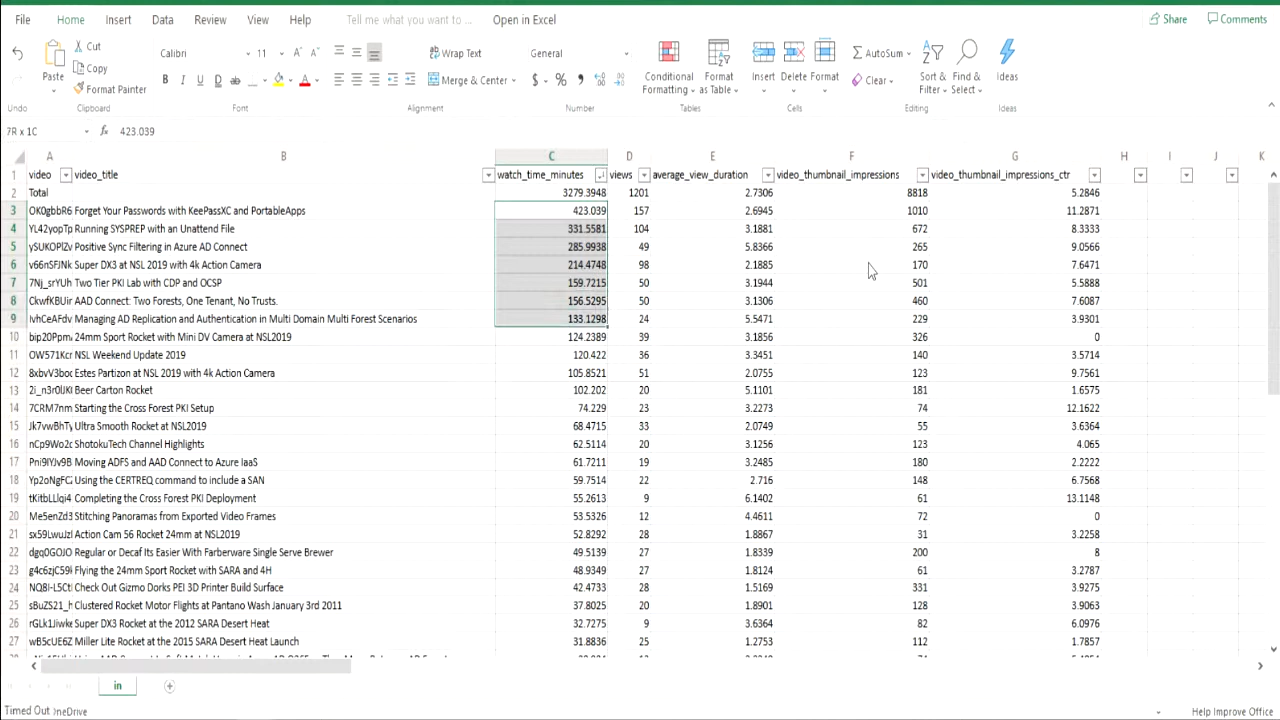 File Home Insert Data Review View Help Tell me what you want to ... Open in Excel Share Comments
Paste Cut Copy Format Painter Calibri 11 Wrap Text Merge & Center General Conditional Formatting Format as Table Insert Delete Format AutoSum Clear Sort & Filter Find & Select Ideas
Undo Clipboard Font Alignment Number Tables Cells Editing Ideas
7R x 1C fx 423.039
A B C D E F G H I J K
1 video video_title watch_time_minutes views average_view_duration video_thumbnail_impressions video_thumbnail_impressions_ctr
2 Total 3279.3948 1201 2.7306 8818 5.2846
3 OK0gbbR6 Forget Your Passwords with KeePassXC and PortableApps 423.039 157 2.6945 1010 11.2871
4 YL42yopTp Running SYSPREP with an Unattend File 331.5581 104 3.1881 672 8.3333
5 ySUKOPlZv Positive Sync Filtering in Azure AD Connect 285.9938 49 5.8366 265 9.0566
6 v66nSFJNk Super DX3 at NSL 2019 with 4k Action Camera 214.4748 98 2.1885 170 7.6471
7 7Nj_srYUh Two Tier PKI Lab with CDP and OCSP 159.7215 50 3.1944 501 5.5888
8 CkwfKBUir AAD Connect: Two Forests, One Tenant, No Trusts. 156.5295 50 3.1306 460 7.6087
9 IvhCeAFdv Managing AD Replication and Authentication in Multi Domain Multi Forest Scenarios 133.1298 24 5.5471 229 3.9301
10 bip20Ppm 24mm Sport Rocket with Mini DV Camera at NSL2019 124.2389 39 3.1856 326 0
11 OW571Kcr NSL Weekend Update 2019 120.422 36 3.3451 140 3.5714
12 8xbvV3boc Estes Partizon at NSL 2019 with 4k Action Camera 105.8521 51 2.0755 123 9.7561
13 Beer Carton Rocket 102.202 20 5.1101 181 1.6575
14 7CRM7nm Starting the Cross Forest PKI Setup 74.229 23 3.2273 74 12.1622
15 Jk7vwBhTy Ultra Smooth Rocket at NSL2019 68.4715 33 2.0749 55 3.6364
16 nCp9Wo2c ShotokuTech Channel Highlights 62.5114 20 3.1256 123 4.065
17 Pni9IYJv9B Moving ADFS and AAD Connect to Azure IaaS 61.7211 19 3.2485 180 2.2222
18 Yp2oNgFG Using the CERTREQ command to include a SAN 59.7514 22 2.716 148 6.7568
19 tKitbLLlqi4 Completing the Cross Forest PKI Deployment 55.2613 9 6.1402 61 13.1148
20 Me5enZd3 Stitching Panoramas from Exported Video Frames 53.5326 12 4.4611 72 0
21 Action Cam 56 Rocket 24mm at NSL2019 52.8292 28 1.8867 31 3.2258
22 dgq0GOJO Regular or Decaf Its Easier With Farberware Single Serve Brewer 49.5139 27 1.8339 200 8
23 g4c6zjC59 Flying the 24mm Sport Rocket with SARA and 4H 48.9349 27 1.8124 61 3.2787
24 Check Out Gizmo Dorks PEI 3D Printer Build Surface 42.4733 28 1.5169 331 3.9275
25 sBuZS21_h Clustered Rocket Motor Flights at Pantano Wash January 3rd 2011 37.8025 20 1.8901 128 3.9063
26 rGLk1Jiwke Super DX3 Rocket at the 2012 SARA Desert Heat 32.7275 9 3.6364 82 6.0976
27 wB5cUE6Z Miller Lite Rocket at the 2015 SARA Desert Heat Launch 31.8836 25 1.2753 112 1.7857
in
Timed Out OneDrive Help Improve Office